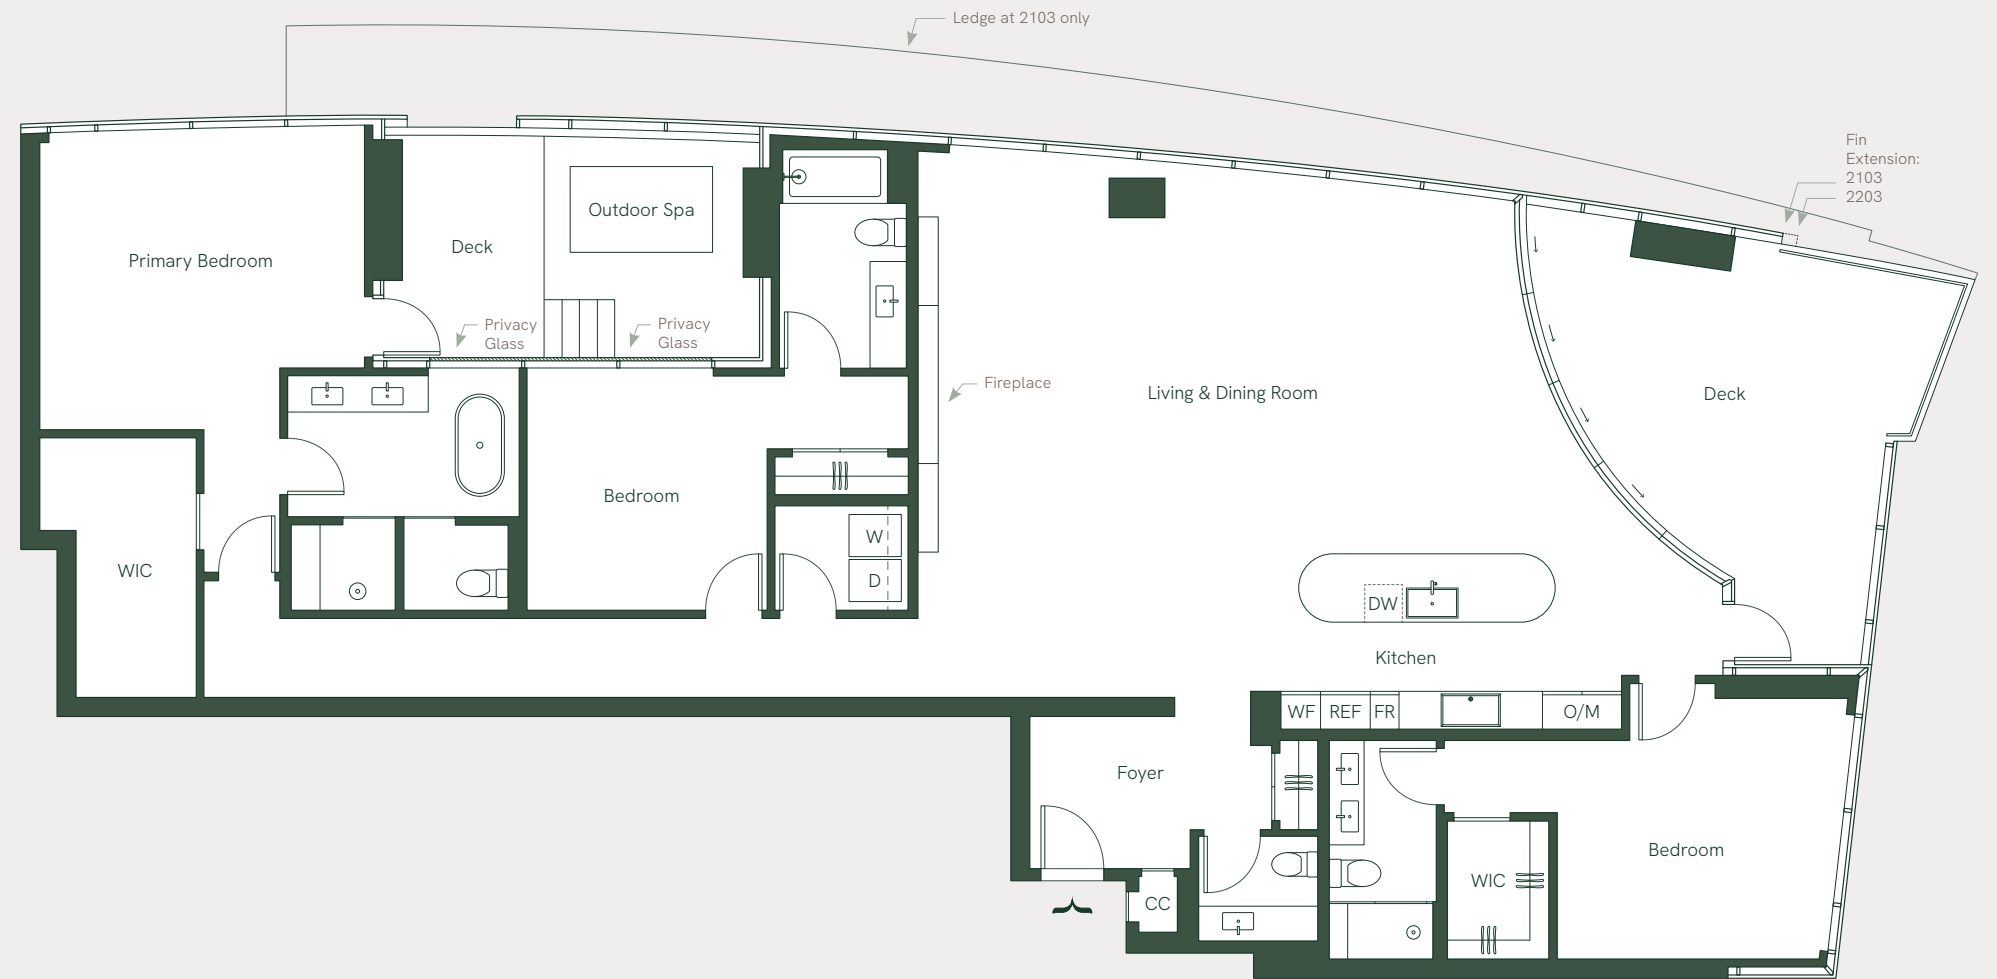 Ledge at 2103 only
Fin
Extension:
2103
2203
Outdoor Spa
Deck
Primary Bedroom
Privacy
Glass
Privacy
Glass
Fireplace
Living & Dining Room
Deck
Bedroom
W
D
WIC
DW
Kitchen
WF
REF
FR
O/M
Foyer
Bedroom
WIC
CC